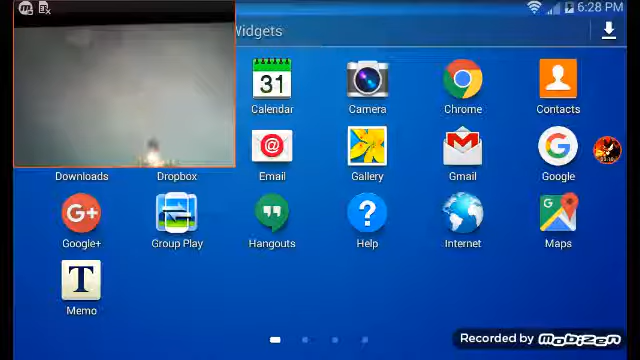 6:28 PM
Widgets
31
Calendar
Camera
Chrome
Contacts
Downloads
Dropbox
@
Email
Gallery
M
Gmail
G
Google
G+
Google+
Group Play
Hangouts
?
Help
Internet
G
Maps
T
Memo
Recorded by Mobizen